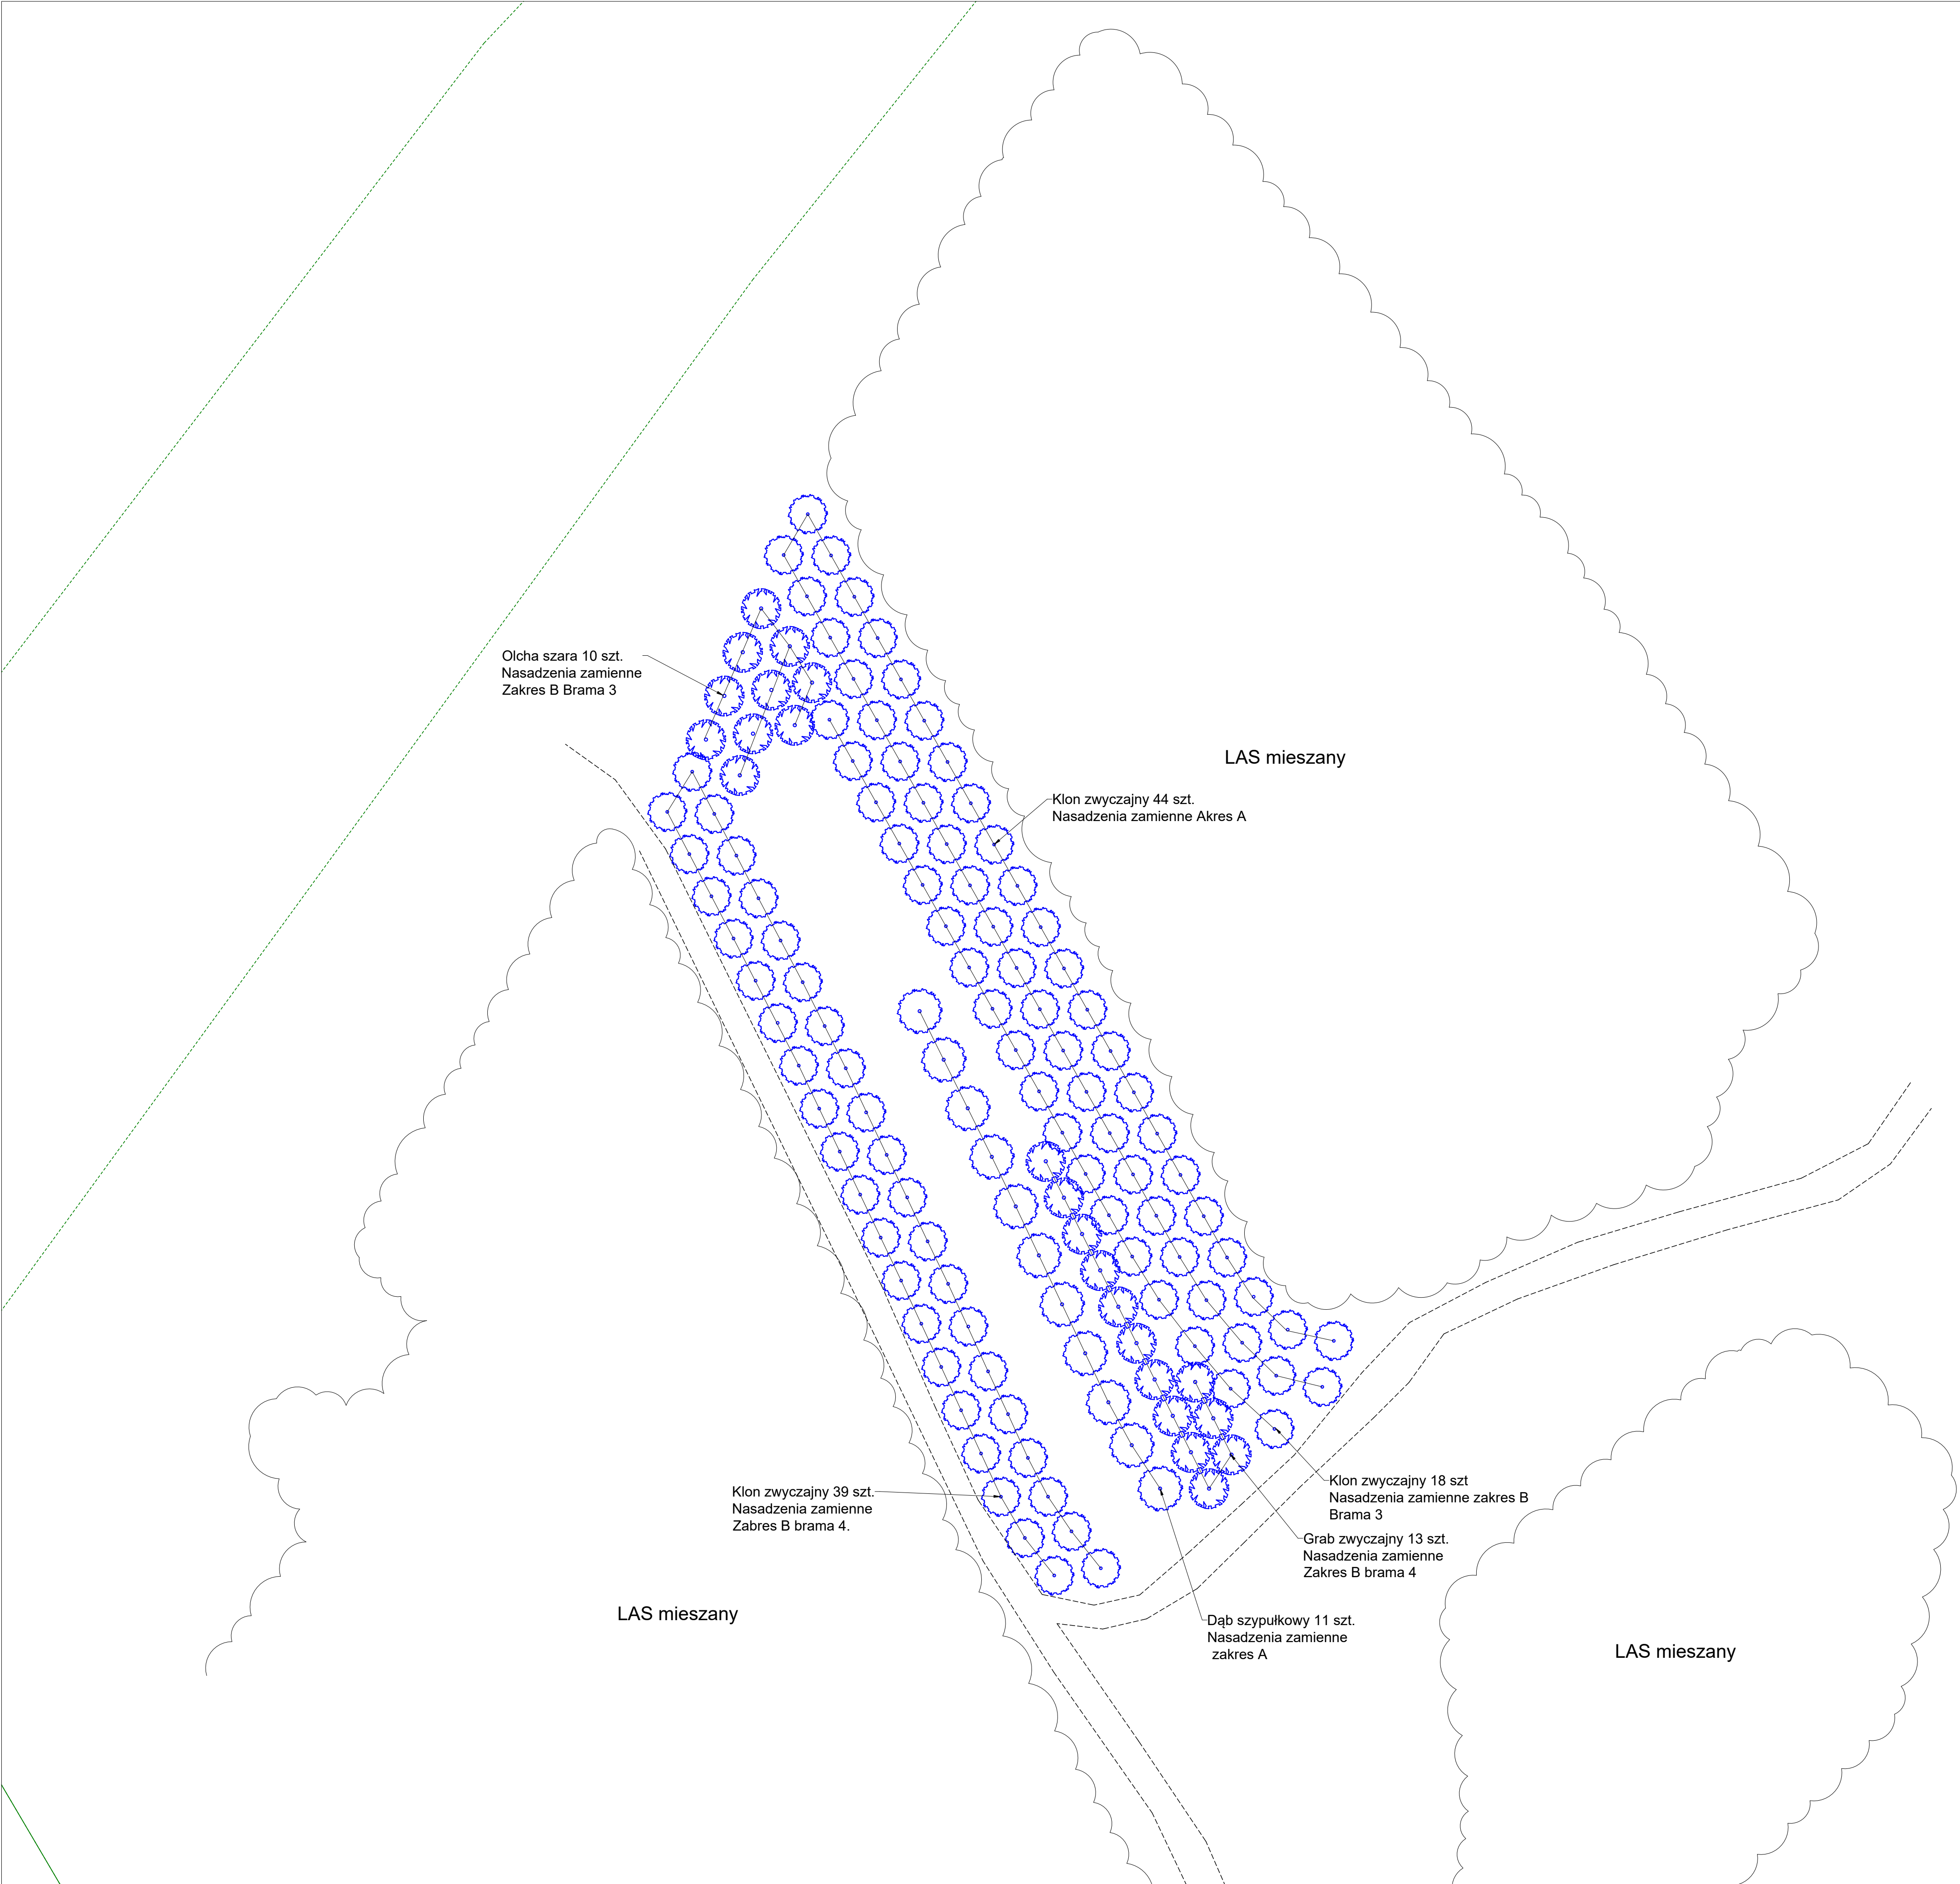 Olcha szara 10 szt.
Nasadzenia zamienne
Zakres B Brama 3
LAS mieszany
Klon zwyczajny 44 szt.
Nasadzenia zamienne Akres A
Klon zwyczajny 18 szt
Nasadzenia zamienne zakres B
Brama 3
Klon zwyczajny 39 szt.
Nasadzenia zamienne
Zabres B brama 4.
Grab zwyczajny 13 szt.
Nasadzenia zamienne
Zakres B brama 4
LAS mieszany
Dąb szypułkowy 11 szt.
Nasadzenia zamienne
zakres A
LAS mieszany